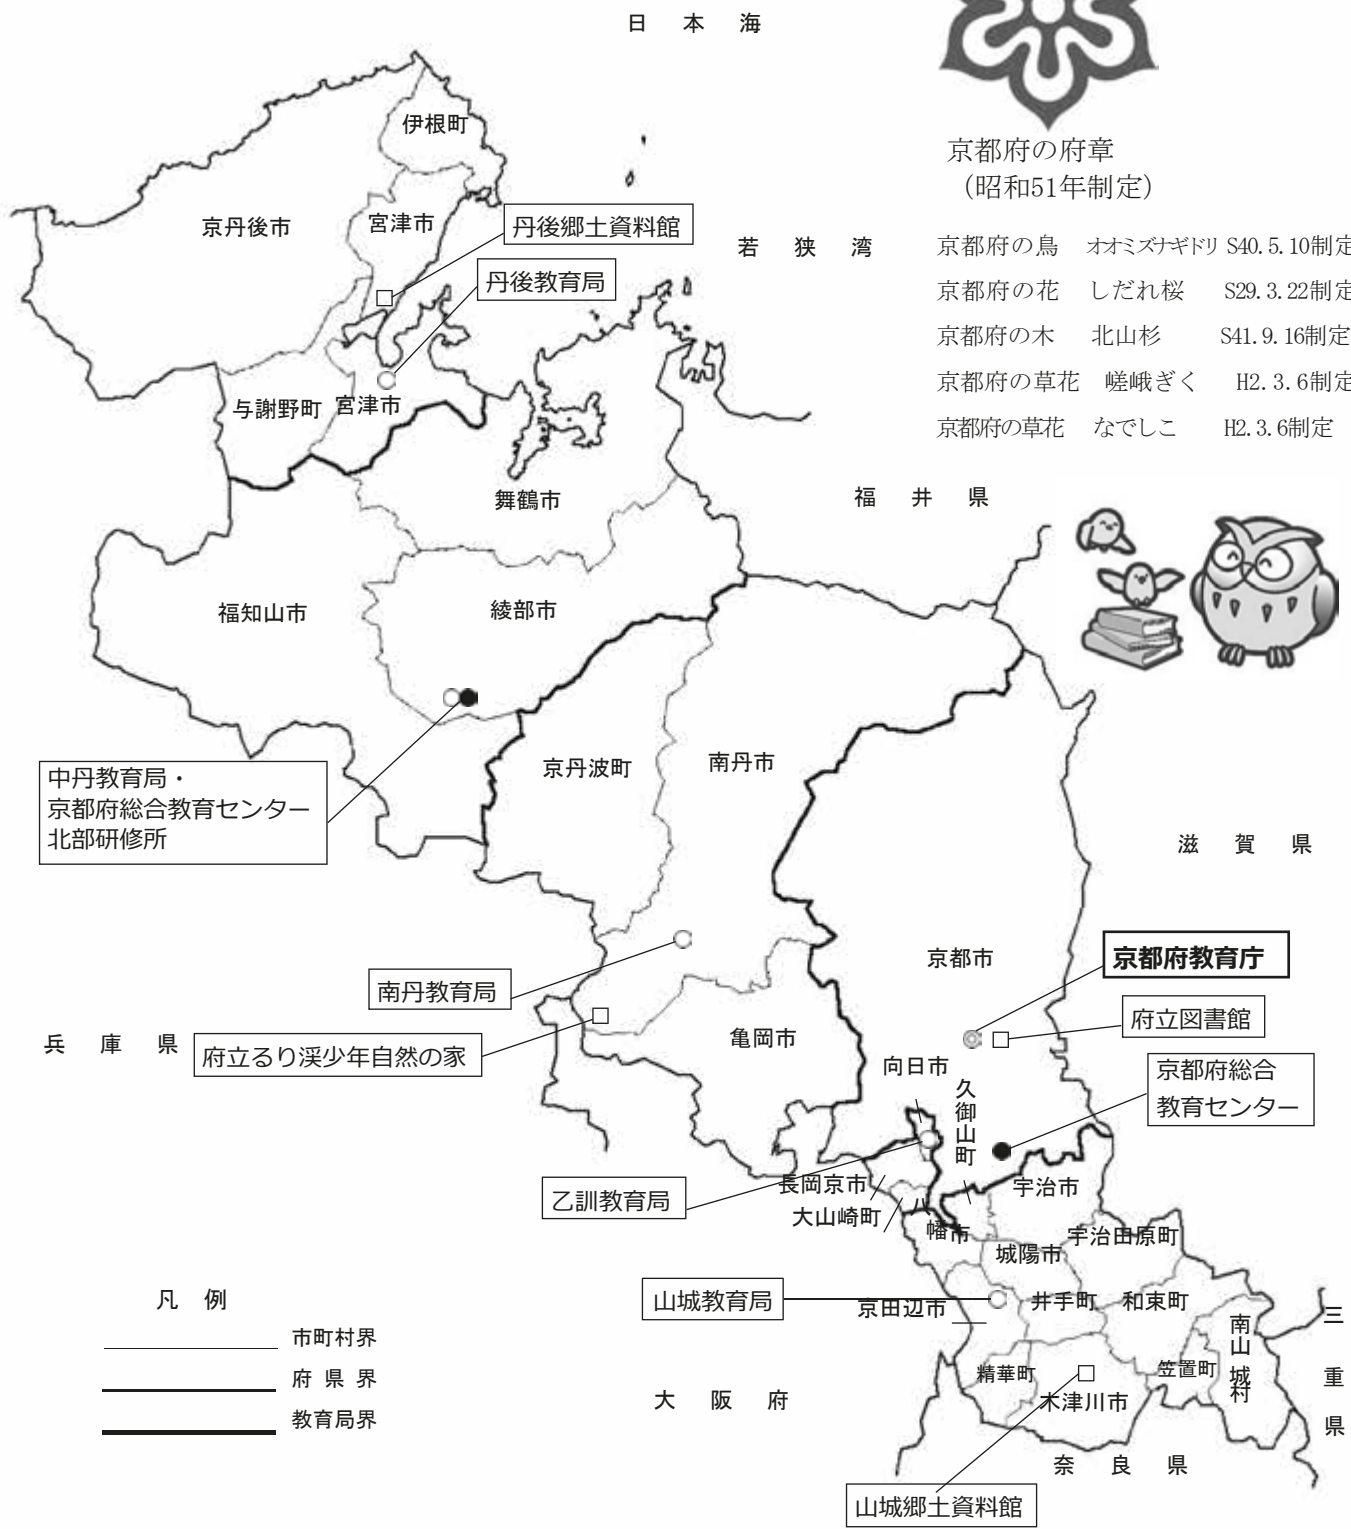 日 本 海
京都府の府章
（昭和51年制定）
伊根町
京丹後市
宮津市
丹後郷土資料館
丹後教育局
若 狭 湾
京都府の鳥 オオミズナギドリ S40.5.10制定
京都府の花 しだれ桜 S29.3.22制定
京都府の木 北山杉 S41.9.16制定
京都府の草花 嵯峨ぎく H2.3.6制定
京都府の草花 なでしこ H2.3.6制定
与謝野町
宮津市
舞鶴市
福 井 県
福知山市
綾部市
京丹波町
南丹市
中丹教育局・
京都府総合教育センター
北部研修所
滋 賀 県
京都市
京都府教育庁
南丹教育局
府立図書館
兵 庫 県
府立るり渓少年自然の家
亀岡市
向日市
久御山町
京都府総合
教育センター
乙訓教育局
長岡京市
大山崎町
八幡市
宇治市
宇治田原町
城陽市
山城教育局
京田辺市
井手町
和束町
南山城村
三重県
凡 例
市町村界
府 県 界
教育局界
精華町
笠置町
木津川市
大 阪 府
奈 良 県
山城郷土資料館